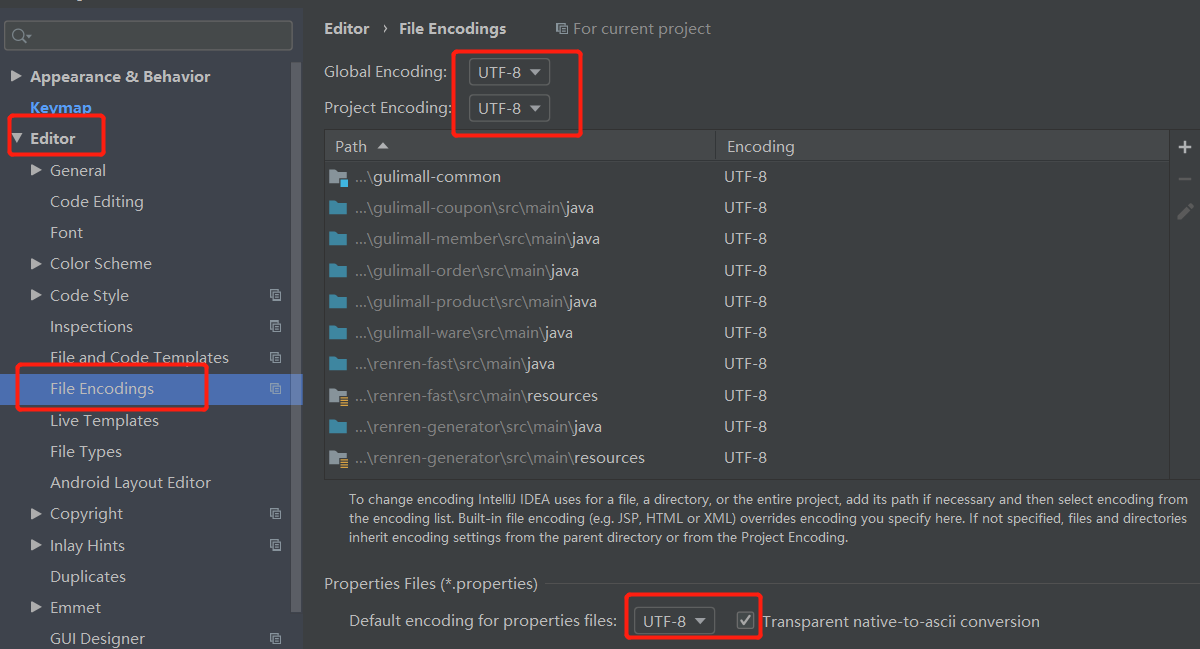 Editor › File Encodings
For current project
Appearance & Behavior
Keymap
Editor
General
Code Editing
Font
Color Scheme
Code Style
Inspections
File and Code Templates
File Encodings
Live Templates
File Types
Android Layout Editor
Copyright
Inlay Hints
Duplicates
Emmet
GUI Designer
Global Encoding: UTF-8
Project Encoding: UTF-8
Path Encoding
...\gulimall-common UTF-8
...\gulimall-coupon\src\main\java UTF-8
...\gulimall-member\src\main\java UTF-8
...\gulimall-order\src\main\java UTF-8
...\gulimall-product\src\main\java UTF-8
...\gulimall-ware\src\main\java UTF-8
...\renren-fast\src\main\java UTF-8
...\renren-fast\src\main\resources UTF-8
...\renren-generator\src\main\java UTF-8
...\renren-generator\src\main\resources UTF-8
To change encoding IntelliJ IDEA uses for a file, a directory, or the entire project, add its path if necessary and then select encoding from
the encoding list. Built-in file encoding (e.g. JSP, HTML or XML) overrides encoding you specify here. If not specified, files and directories
inherit encoding settings from the parent directory or from the Project Encoding.
Properties Files (*.properties)
Default encoding for properties files: UTF-8 Transparent native-to-ascii conversion